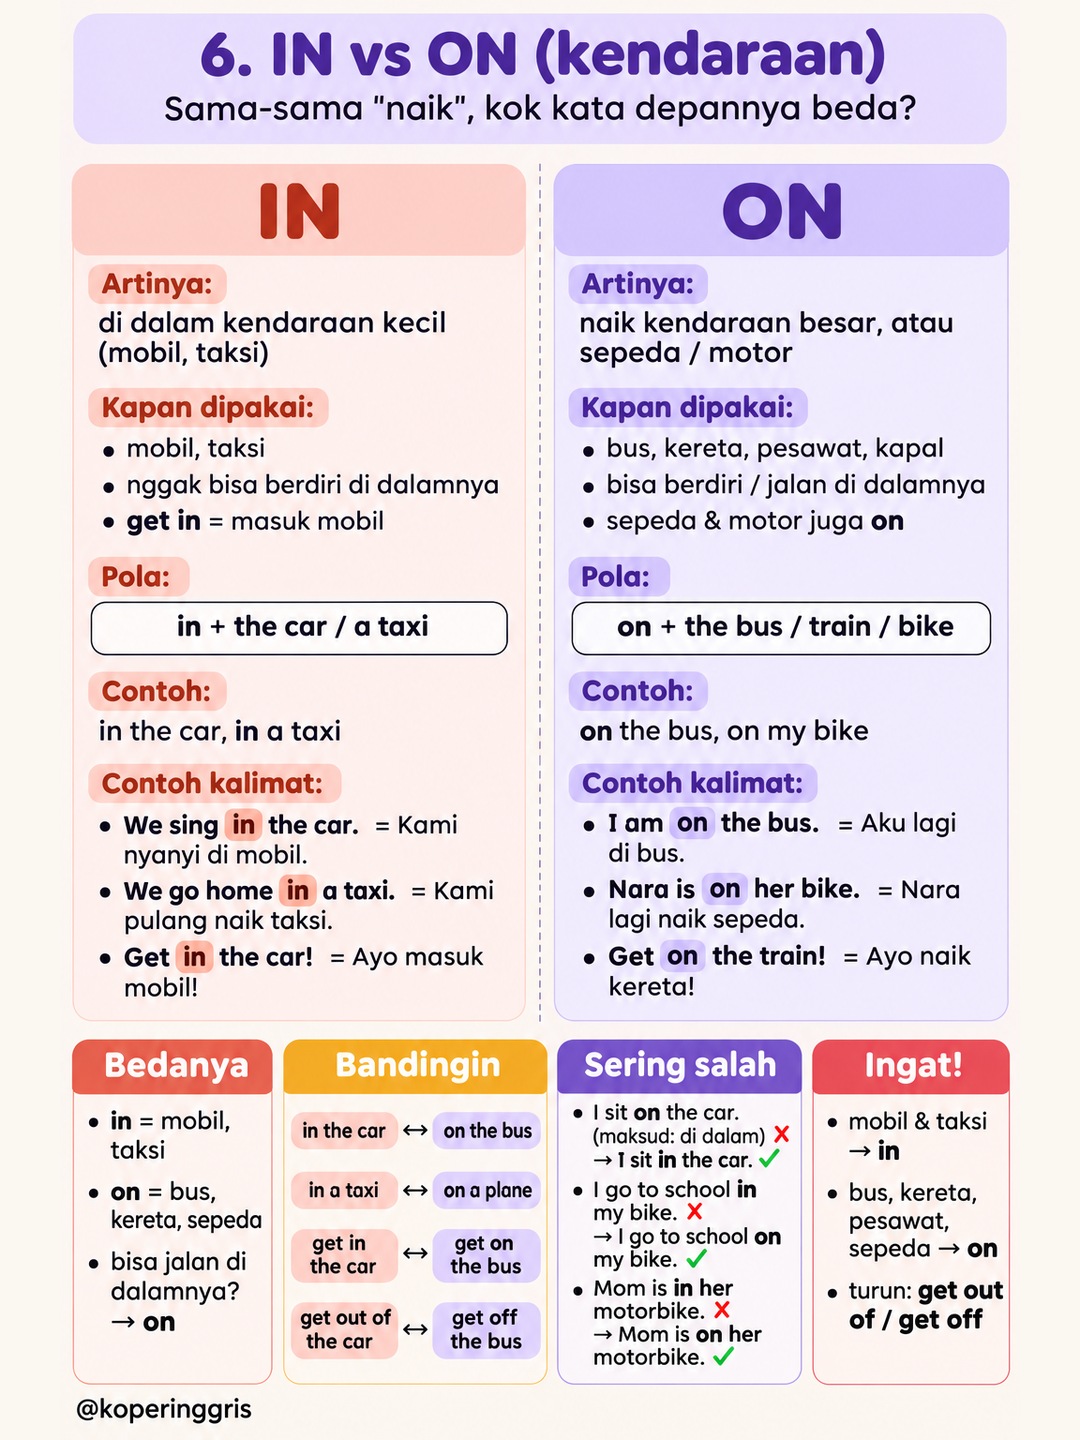 6. IN vs ON (kendaraan)
Sama-sama "naik", kok kata depannya beda?
IN
Artinya:
di dalam kendaraan kecil
(mobil, taksi)
Kapan dipakai:
• mobil, taksi
• nggak bisa berdiri di dalamnya
• get in = masuk mobil
Pola:
in + the car / a taxi
Contoh:
in the car, in a taxi
Contoh kalimat:
• We sing in the car. = Kami
nyanyi di mobil.
• We go home in a taxi. = Kami
pulang naik taksi.
• Get in the car! = Ayo masuk
mobil!
ON
Artinya:
naik kendaraan besar, atau
sepeda / motor
Kapan dipakai:
• bus, kereta, pesawat, kapal
• bisa berdiri / jalan di dalamnya
• sepeda & motor juga on
Pola:
on + the bus / train / bike
Contoh:
on the bus, on my bike
Contoh kalimat:
• I am on the bus. = Aku lagi
di bus.
• Nara is on her bike. = Nara
lagi naik sepeda.
• Get on the train! = Ayo naik
kereta!
Bedanya
• in = mobil,
taksi
• on = bus,
kereta, sepeda
• bisa jalan di
dalamnya?
→ on
Bandingin
in the car ↔ on the bus
in a taxi ↔ on a plane
get in
the car ↔ get on
the bus
get out of
the car ↔ get off
the bus
Sering salah
• I sit on the car.
(maksud: di dalam) ✗
→ I sit in the car. ✓
• I go to school in
my bike. ✗
→ I go to school on
my bike. ✓
• Mom is in her
motorbike. ✗
→ Mom is on her
motorbike. ✓
Ingat!
• mobil & taksi
→ in
• bus, kereta,
pesawat,
sepeda → on
• turun: get out
of / get off
@koperinggris